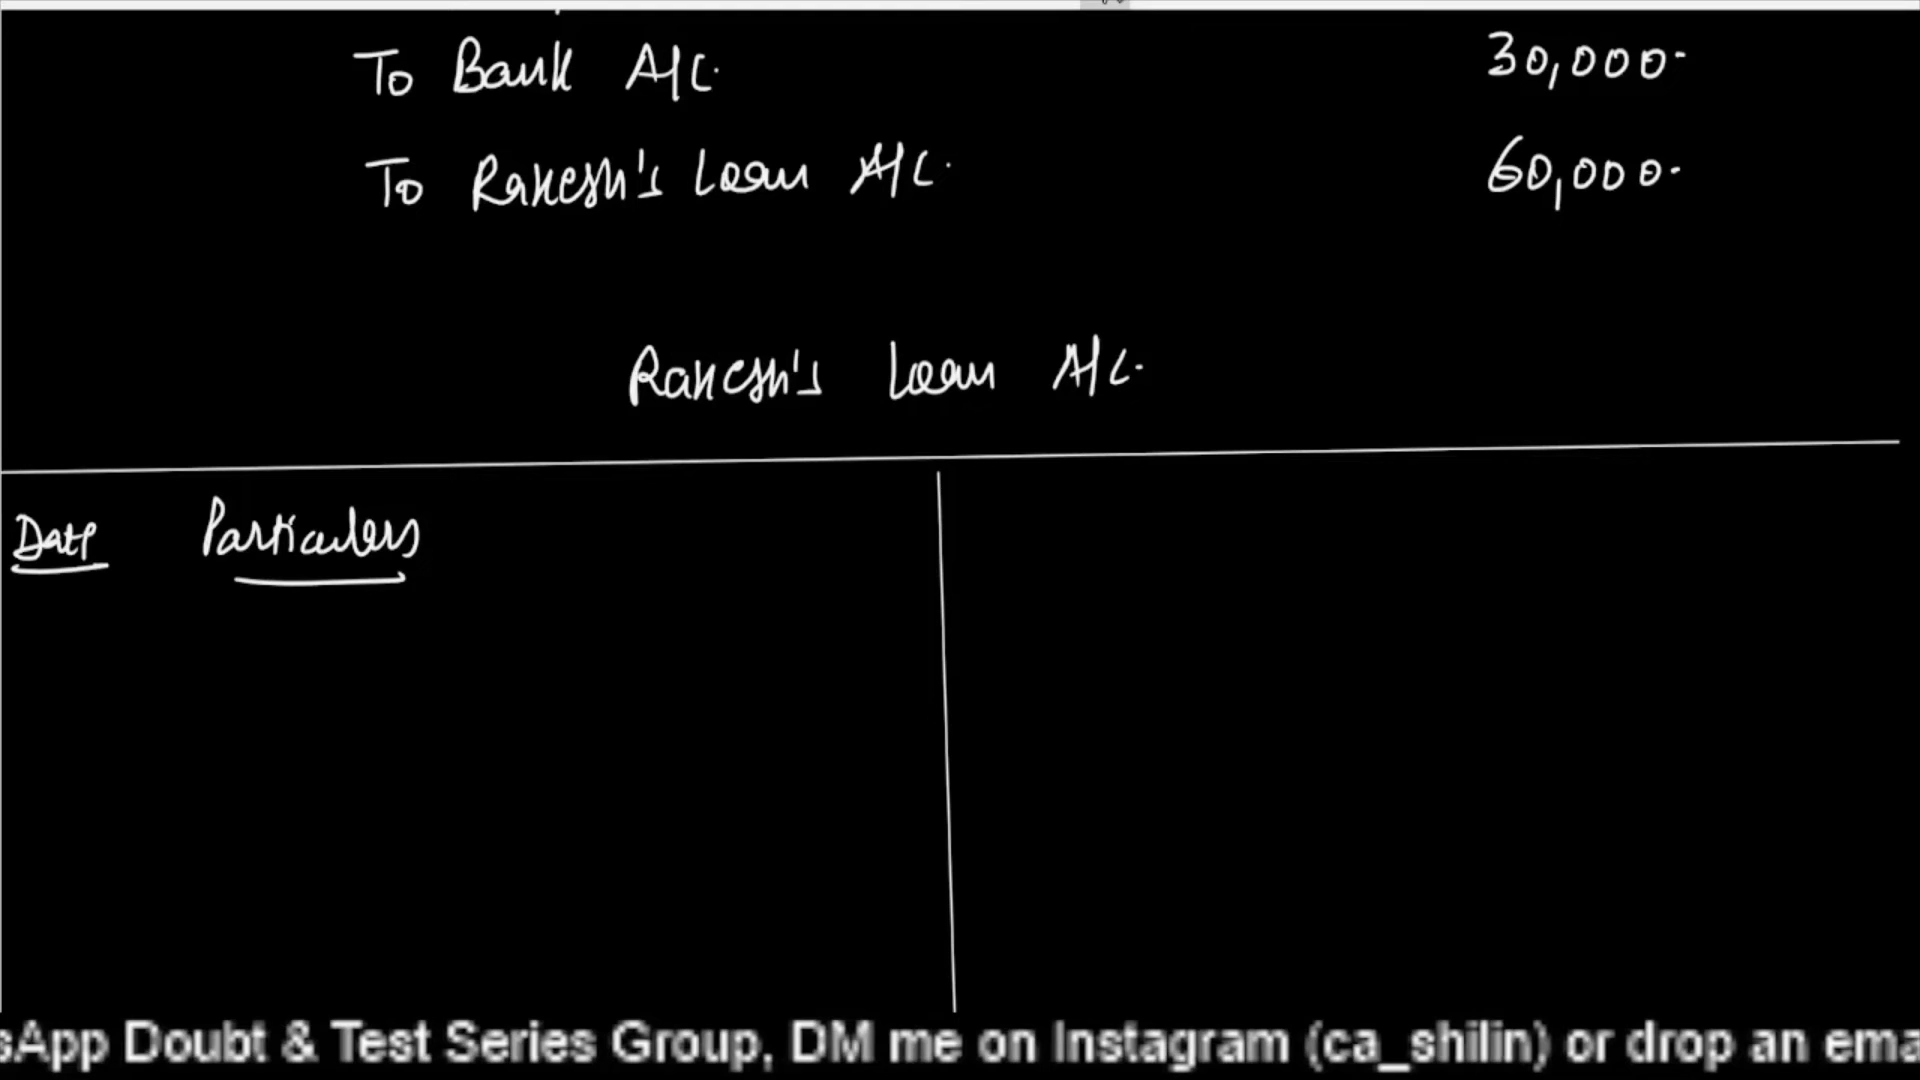 To Bank A/c. 30,000-
To Rakesh's Loan A/c. 60,000-
Rakesh's Loan A/c.
Date Particulars
sApp Doubt & Test Series Group, DM me on Instagram (ca_shilin) or drop an ema